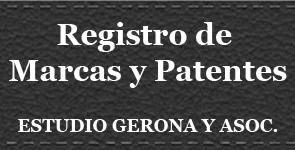 Registro de
Marcas y Patentes
ESTUDIO GERONA Y ASOC.